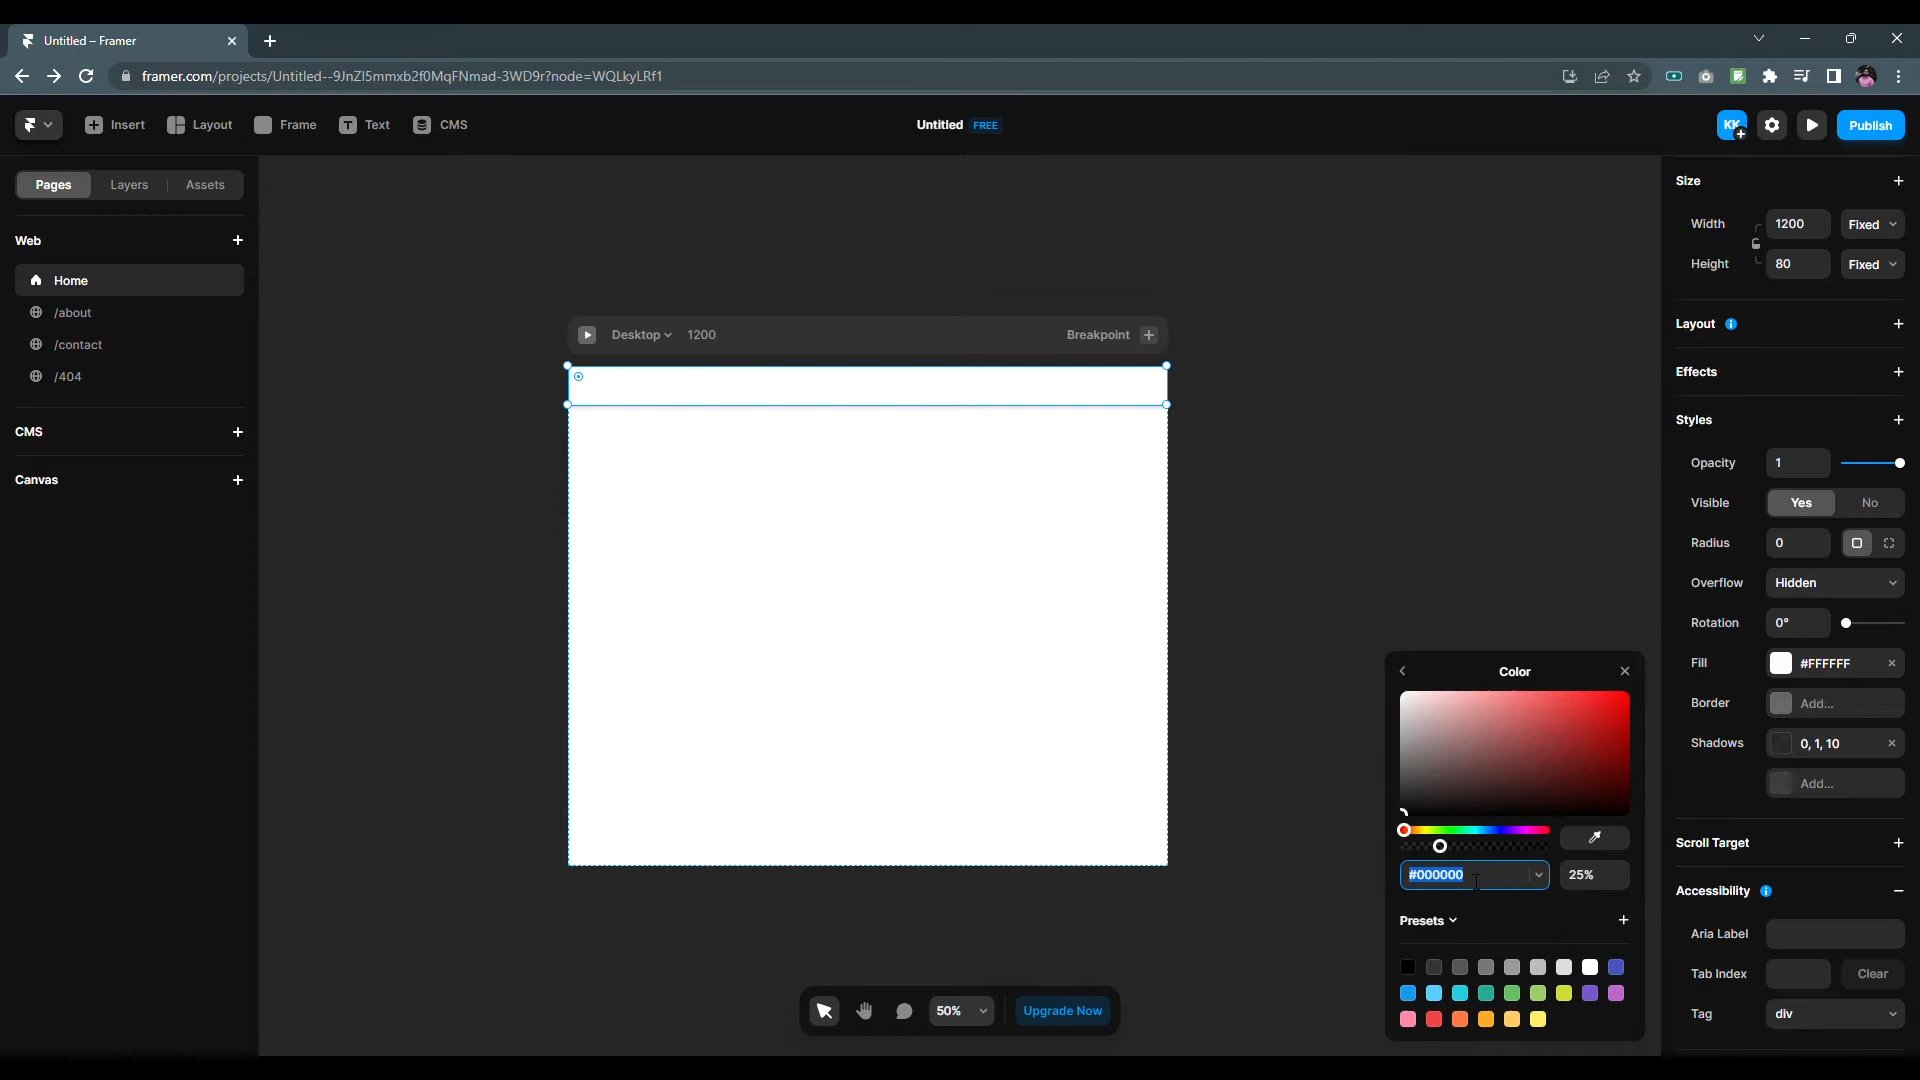 Untitled – Framer
framer.com/projects/Untitled--9JnZI5mmxb2f0MqFNmad-3WD9r?node=WQLkyLRf1
Insert
Layout
Frame
Text
CMS
Untitled FREE
KK
Publish
Pages
Layers
Assets
Web
Home
/about
/contact
/404
CMS
Canvas
Desktop 1200
Breakpoint
50%
Upgrade Now
Color
#000000
25%
Presets
Size
Width 1200 Fixed
Height 80 Fixed
Layout
Effects
Styles
Opacity 1
Visible Yes No
Radius 0
Overflow Hidden
Rotation 0°
Fill #FFFFFF
Border Add...
Shadows 0, 1, 10
Add...
Scroll Target
Accessibility
Aria Label
Tab Index Clear
Tag div